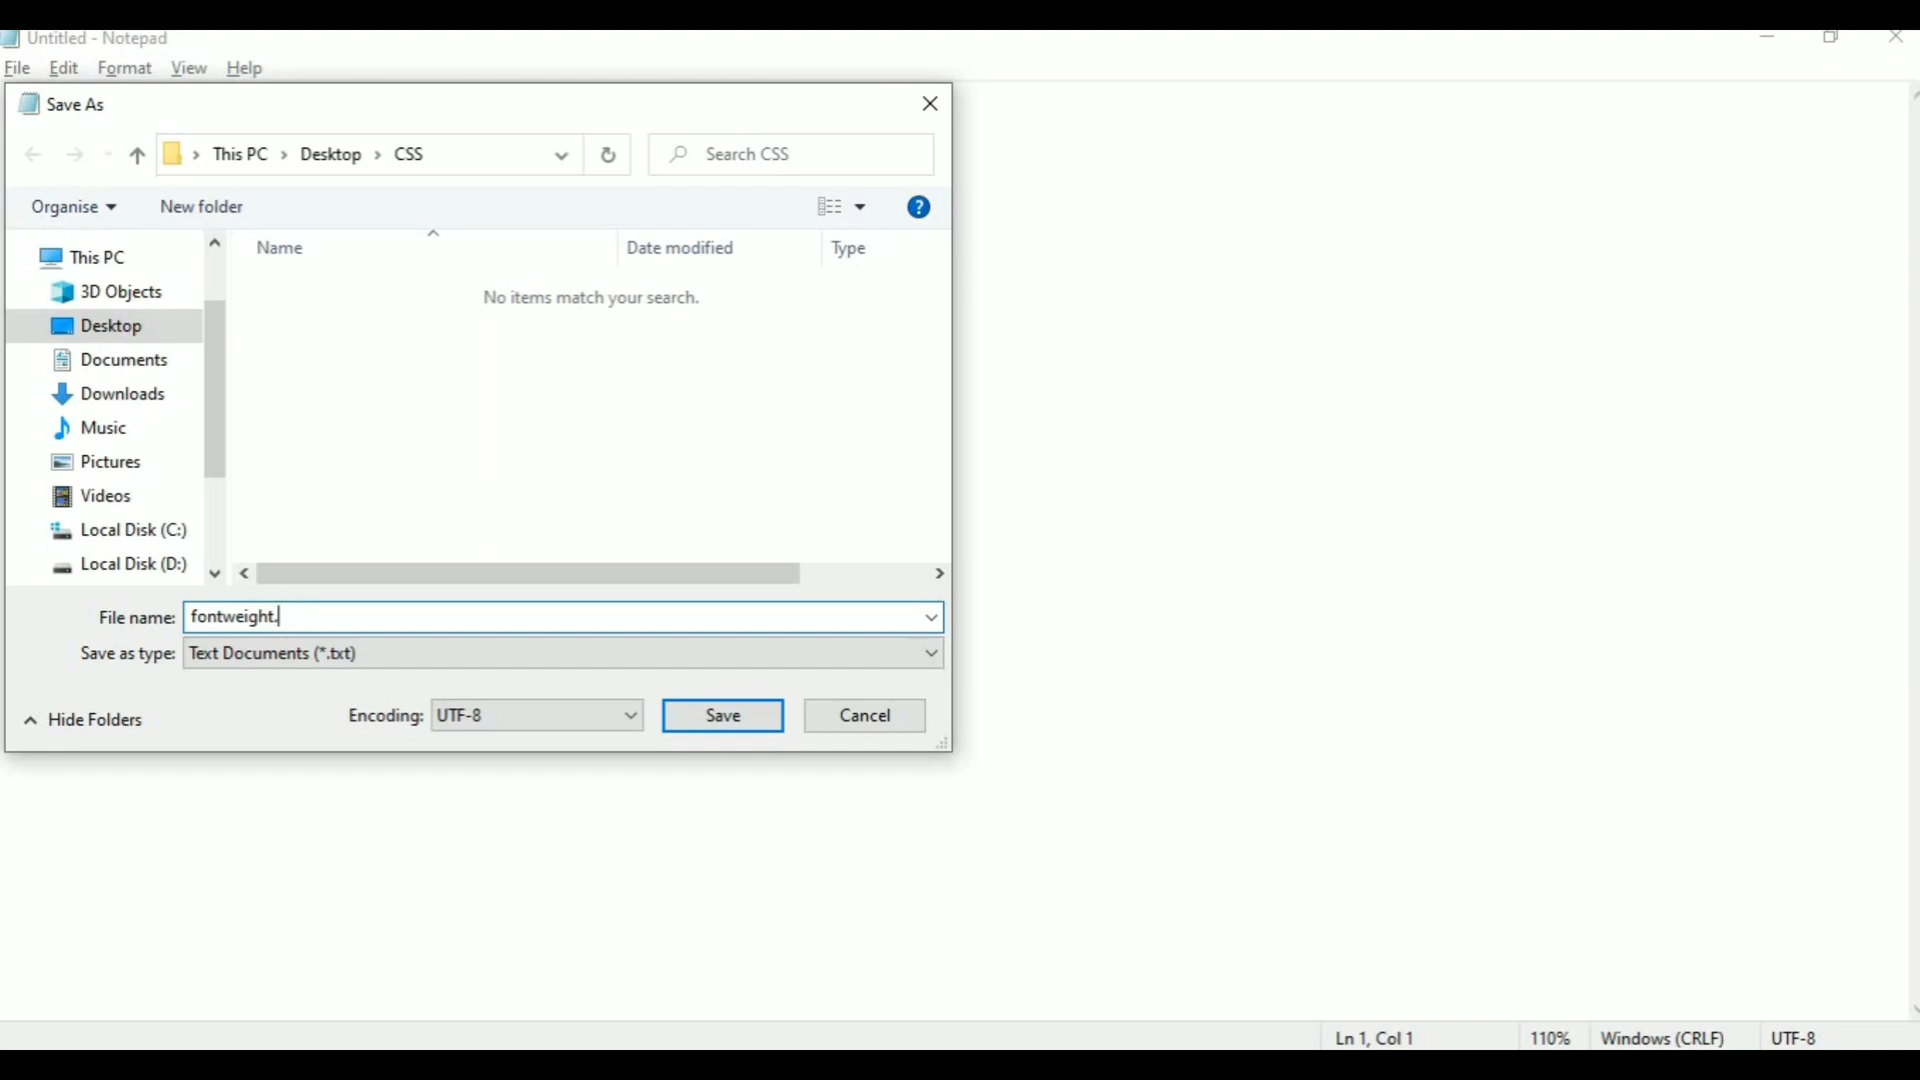 Untitled - Notepad
File Edit Format View Help
Save As
This PC > Desktop > CSS
Search CSS
Organise
New folder
?
Name
Date modified
Type
This PC
3D Objects
Desktop
Documents
Downloads
Music
Pictures
Videos
Local Disk (C:)
Local Disk (D:)
No items match your search.
File name: fontweight.
Save as type: Text Documents (*.txt)
Hide Folders
Encoding: UTF-8
Save
Cancel
Ln 1, Col 1
110%
Windows (CRLF)
UTF-8